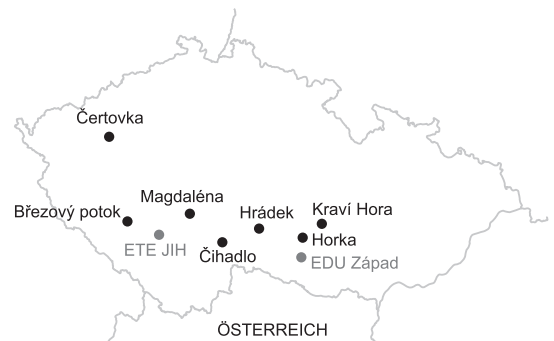 Čertovka
Magdaléna
Březový potok
Hrádek
Kraví Hora
ETE JIH
Čihadlo
Horka
EDU Západ
ÖSTERREICH